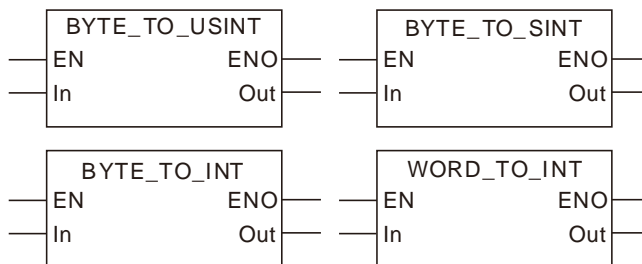 BYTE_TO_USINT BYTE_TO_SINT
EN ENO EN ENO
In Out In Out
BYTE_TO_INT WORD_TO_INT
EN ENO EN ENO
In Out In Out